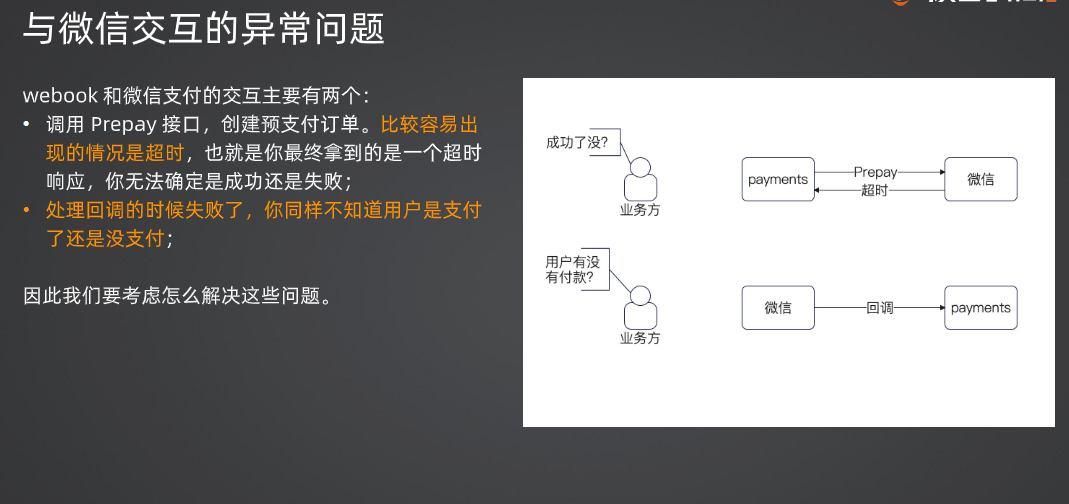 与微信交互的异常问题
webook 和微信支付的交互主要有两个：
• 调用 Prepay 接口，创建预支付订单。比较容易出
现的情况是超时，也就是你最终拿到的是一个超时
响应，你无法确定是成功还是失败；
• 处理回调的时候失败了，你同样不知道用户是支付
了还是没支付；
因此我们要考虑怎么解决这些问题。
成功了没？
业务方
payments
Prepay
超时
微信
用户有没
有付款？
业务方
微信
回调
payments